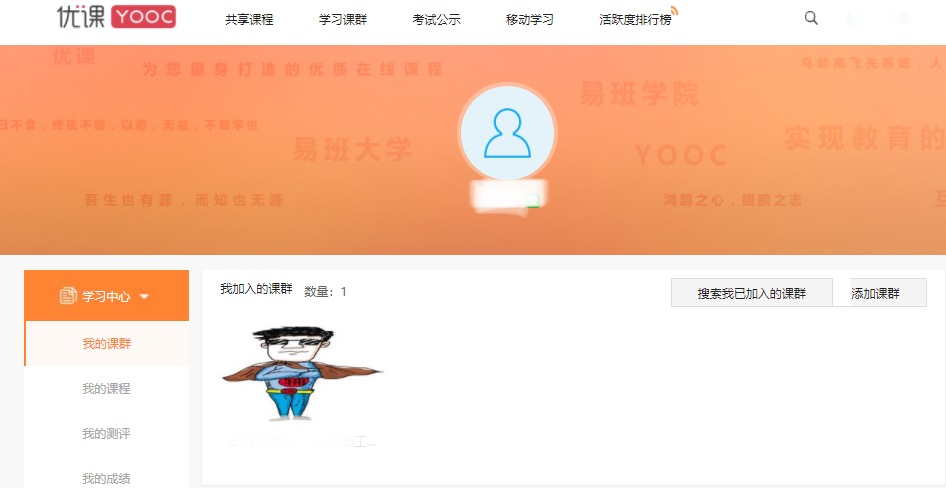 优课 YOOC
共享课程 学习课群 考试公示 移动学习 活跃度排行榜
优课
为您量身打造的优质在线课程
鸟欲高飞先振翅，人
易班学院
日不食，终夜不寝，以思，无益，不如学也
易班大学
实现教育的
YOOC
吾生也有涯，而知也无涯
鸿鹄之心，鲲鹏之志
互
学习中心
我加入的课群 数量：1
搜索我已加入的课群 添加课群
我的课群
我的课程
我的测评
工...
我的成绩